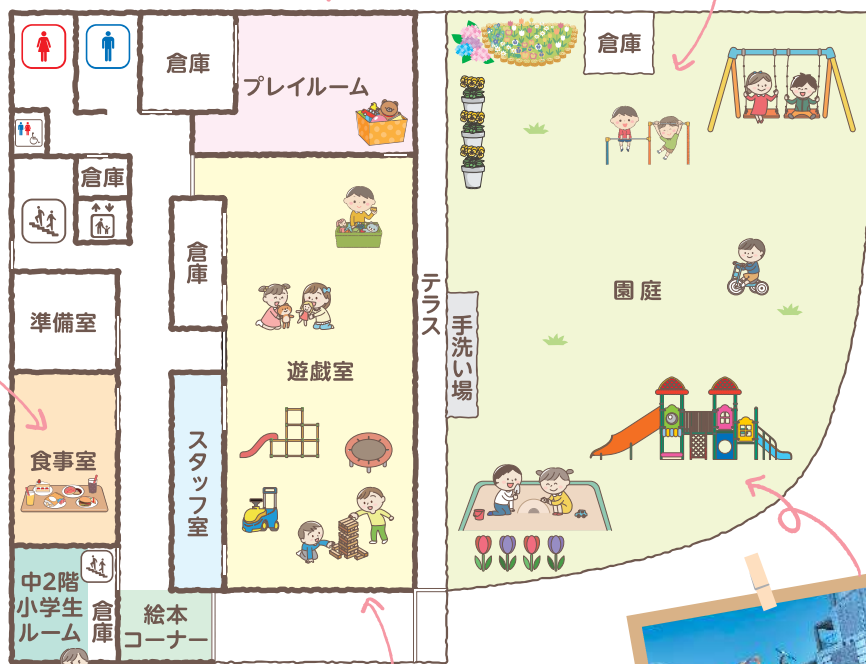 倉庫
プレイルーム
倉庫
倉庫
倉庫
準備室
テラス
園庭
手洗い場
遊戯室
食事室
スタッフ室
中2階
小学生
ルーム
倉庫
絵本
コーナー